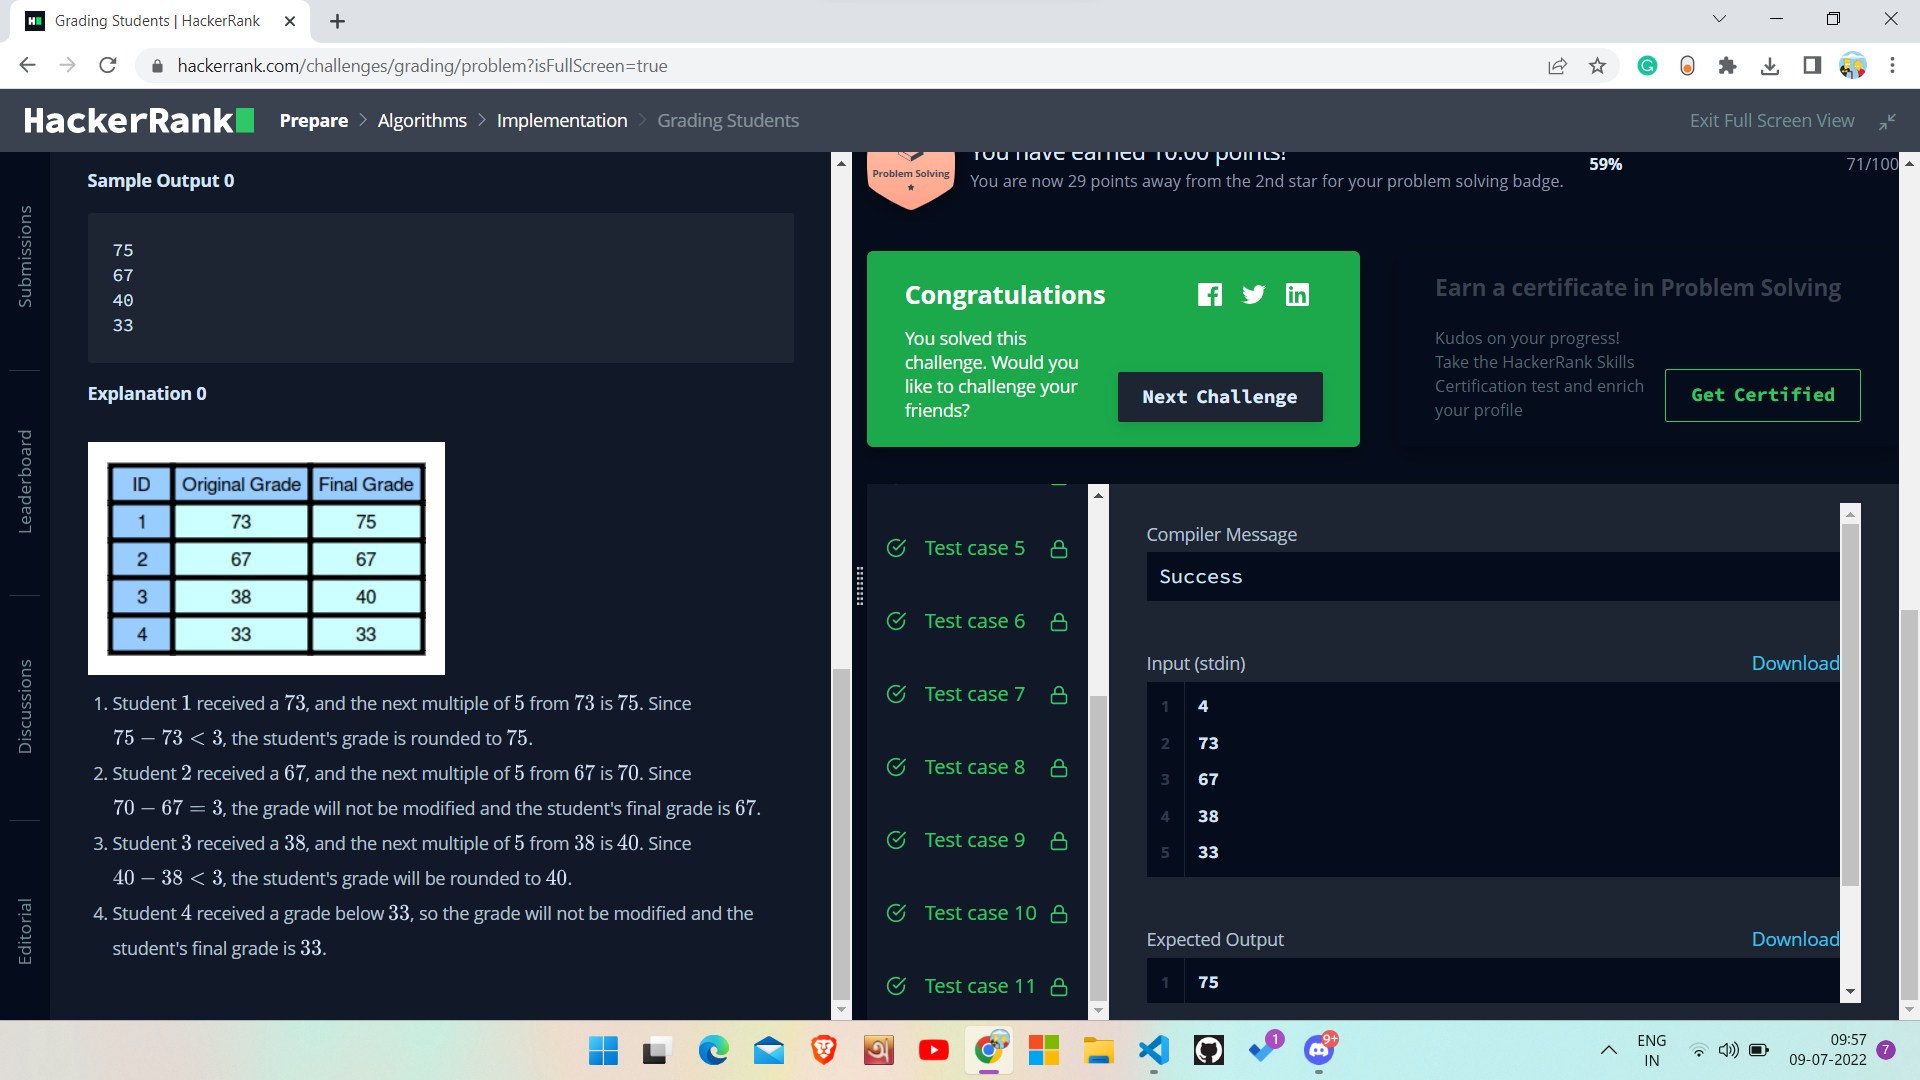 Grading Students | HackerRank
hackerrank.com/challenges/grading/problem?isFullScreen=true
HackerRank
Prepare > Algorithms > Implementation > Grading Students
Exit Full Screen View
Submissions
Leaderboard
Discussions
Editorial
Sample Output 0
75
67
40
33
Explanation 0
ID Original Grade Final Grade
1 73 75
2 67 67
3 38 40
4 33 33
1. Student 1 received a 73, and the next multiple of 5 from 73 is 75. Since
75 − 73 < 3, the student's grade is rounded to 75.
2. Student 2 received a 67, and the next multiple of 5 from 67 is 70. Since
70 − 67 = 3, the grade will not be modified and the student's final grade is 67.
3. Student 3 received a 38, and the next multiple of 5 from 38 is 40. Since
40 − 38 < 3, the student's grade will be rounded to 40.
4. Student 4 received a grade below 33, so the grade will not be modified and the
student's final grade is 33.
Problem Solving
You have earned 10.00 points!
You are now 29 points away from the 2nd star for your problem solving badge.
59%
71/100
Congratulations
You solved this
challenge. Would you
like to challenge your
friends?
Next Challenge
Earn a certificate in Problem Solving
Kudos on your progress!
Take the HackerRank Skills
Certification test and enrich
your profile
Get Certified
Test case 5
Test case 6
Test case 7
Test case 8
Test case 9
Test case 10
Test case 11
Compiler Message
Success
Input (stdin)
Download
1 4
2 73
3 67
4 38
5 33
Expected Output
Download
1 75
अ
1
9+
ENG
IN
09:57
09-07-2022
7